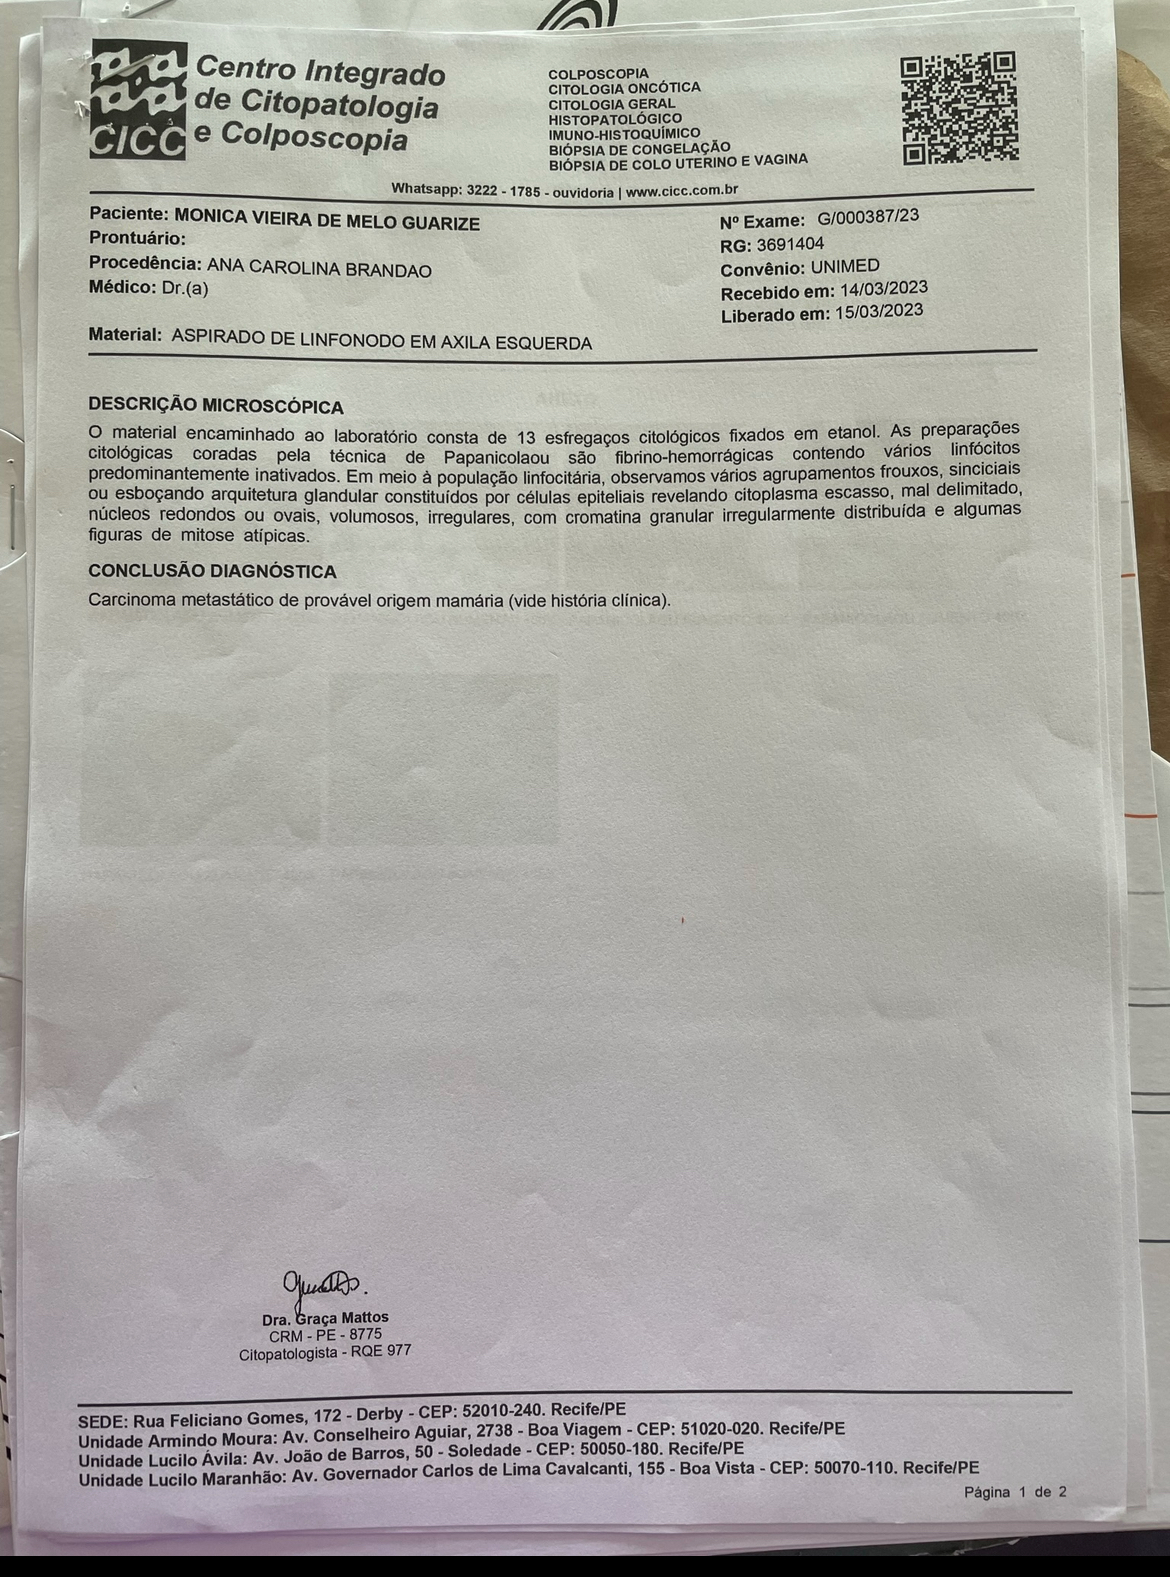 CICC
Centro Integrado
de Citopatologia
e Colposcopia
COLPOSCOPIA
CITOLOGIA ONCÓTICA
CITOLOGIA GERAL
HISTOPATOLÓGICO
IMUNO-HISTOQUÍMICO
BIÓPSIA DE CONGELAÇÃO
BIÓPSIA DE COLO UTERINO E VAGINA
Whatsapp: 3222 - 1785 - ouvidoria | www.cicc.com.br
Paciente: MONICA VIEIRA DE MELO GUARIZE
Prontuário:
Procedência: ANA CAROLINA BRANDAO
Médico: Dr.(a)
Nº Exame: G/000387/23
RG: 3691404
Convênio: UNIMED
Recebido em: 14/03/2023
Liberado em: 15/03/2023
Material: ASPIRADO DE LINFONODO EM AXILA ESQUERDA
DESCRIÇÃO MICROSCÓPICA
O material encaminhado ao laboratório consta de 13 esfregaços citológicos fixados em etanol. As preparações
citológicas coradas pela técnica de Papanicolaou são fibrino-hemorrágicas contendo vários linfócitos
predominantemente inativados. Em meio à população linfocitária, observamos vários agrupamentos frouxos, sinciciais
ou esboçando arquitetura glandular constituídos por células epiteliais revelando citoplasma escasso, mal delimitado,
núcleos redondos ou ovais, volumosos, irregulares, com cromatina granular irregularmente distribuída e algumas
figuras de mitose atípicas.
CONCLUSÃO DIAGNÓSTICA
Carcinoma metastático de provável origem mamária (vide história clínica).
Dra. Graça Mattos
CRM - PE - 8775
Citopatologista - RQE 977
SEDE: Rua Feliciano Gomes, 172 - Derby - CEP: 52010-240. Recife/PE
Unidade Armindo Moura: Av. Conselheiro Aguiar, 2738 - Boa Viagem - CEP: 51020-020. Recife/PE
Unidade Lucilo Ávila: Av. João de Barros, 50 - Soledade - CEP: 50050-180. Recife/PE
Unidade Lucilo Maranhão: Av. Governador Carlos de Lima Cavalcanti, 155 - Boa Vista - CEP: 50070-110. Recife/PE
Página 1 de 2